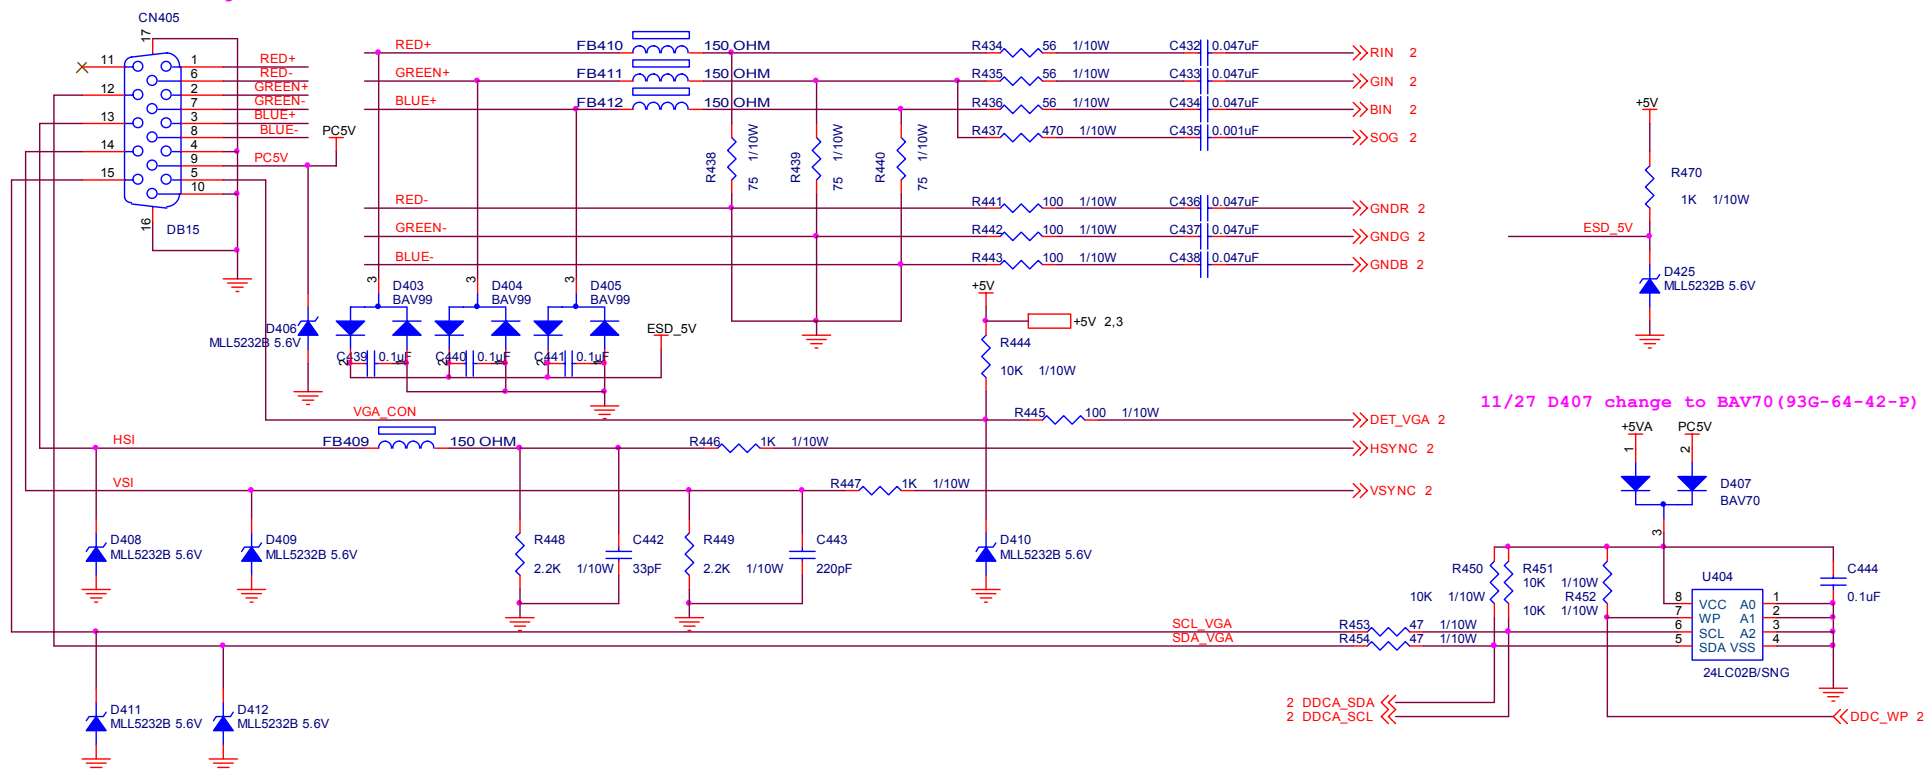 CN405
17
11
12
13
14
15
1
6
2
7
3
8
4
9
5
10
16
DB15
RED+
RED-
GREEN+
GREEN-
BLUE+
BLUE-
PC5V
PC5V
RED+
GREEN+
BLUE+
FB410 150 OHM
FB411 150 OHM
FB412 150 OHM
R434 56 1/10W C432 0.047uF RIN 2
R435 56 1/10W C433 0.047uF GIN 2
R436 56 1/10W C434 0.047uF BIN 2
R437 470 1/10W C435 0.001uF SOG 2
R438 75 1/10W
R439 75 1/10W
R440 75 1/10W
RED-
GREEN-
BLUE-
R441 100 1/10W C436 0.047uF GNDR 2
R442 100 1/10W C437 0.047uF GNDG 2
R443 100 1/10W C438 0.047uF GNDB 2
+5V
R470
1K 1/10W
ESD_5V
D425
MLL5232B 5.6V
D406
MLL5232B 5.6V
3
D403
BAV99
3
D404
BAV99
3
D405
BAV99
ESD_5V
2 C439 0.1uF 1
2 C440 0.1uF 1
2 C441 0.1uF 1
+5V
+5V 2,3
R444
10K 1/10W
VGA_CON
R445 100 1/10W DET_VGA 2
HSI
FB409 150 OHM
R446 1K 1/10W HSYNC 2
VSI
R447 1K 1/10W VSYNC 2
11/27 D407 change to BAV70(93G-64-42-P)
+5VA PC5V
1 2
D407
BAV70
3
D408
MLL5232B 5.6V
D409
MLL5232B 5.6V
R448
2.2K 1/10W
C442
33pF
R449
2.2K 1/10W
C443
220pF
D410
MLL5232B 5.6V
R450
10K 1/10W
R451
10K 1/10W
R452
10K 1/10W
U404
C444
0.1uF
8 VCC A0 1
7 WP A1 2
6 SCL A2 3
5 SDA VSS 4
24LC02B/SNG
SCL_VGA
SDA_VGA
R453 47 1/10W
R454 47 1/10W
D411
MLL5232B 5.6V
D412
MLL5232B 5.6V
2 DDCA_SDA
2 DDCA_SCL
DDC_WP 2